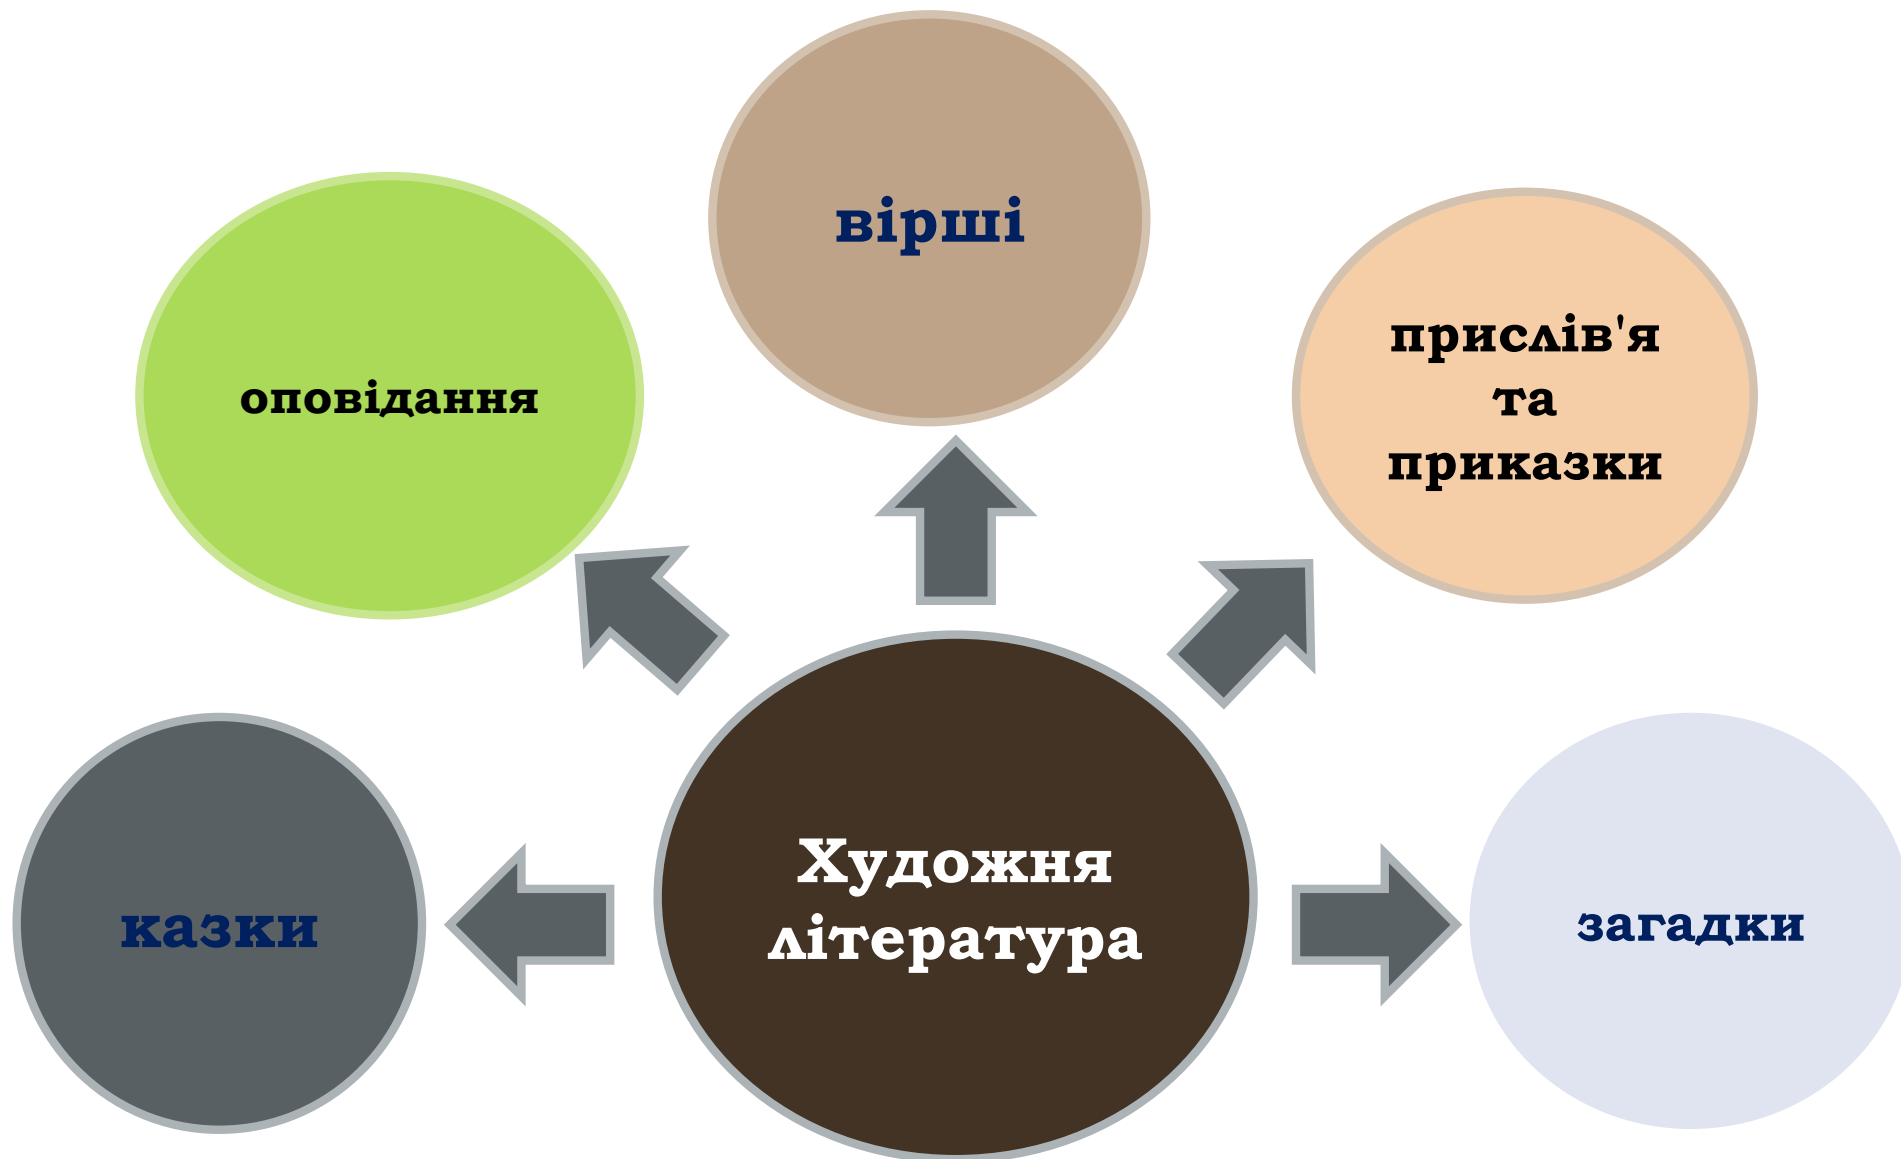 вірші
оповідання
прислів'я
та
приказки
Художня
література
казки
загадки